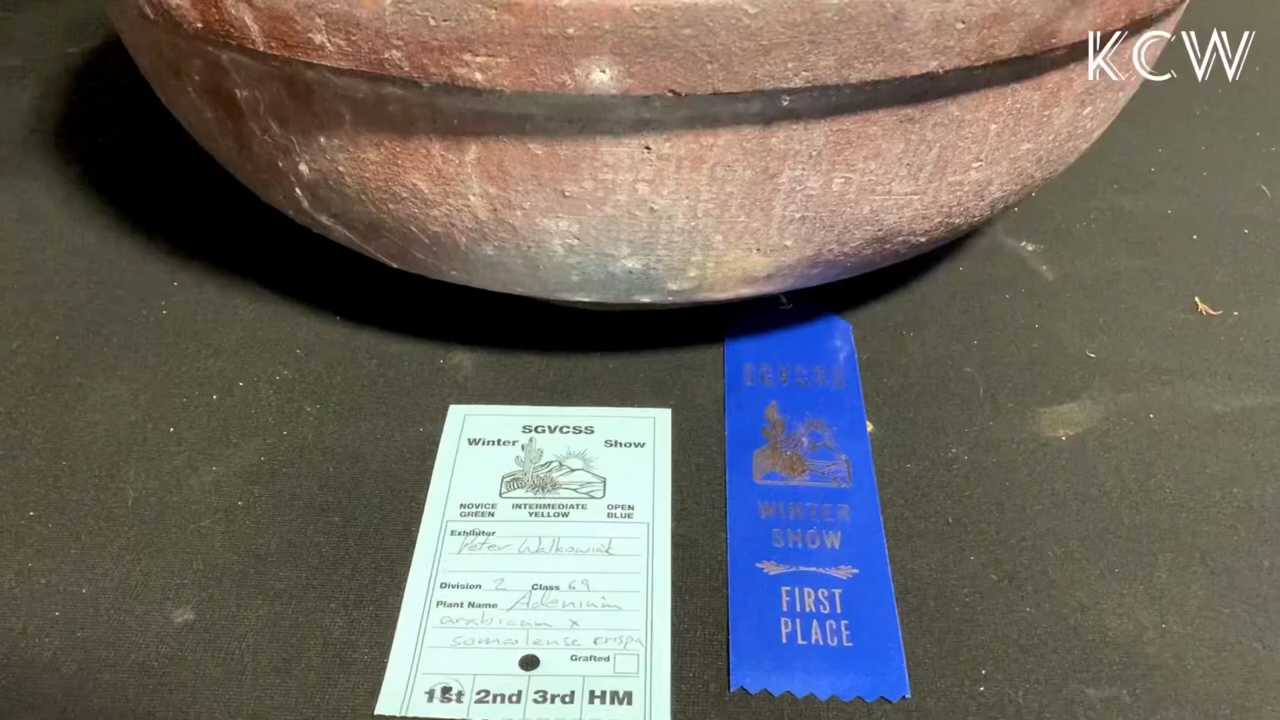 KCW
SGVCSS
Winter Show
NOVICE INTERMEDIATE OPEN
GREEN YELLOW BLUE
Exhibitor
Peter Walkowiak
Division 2 Class 69
Plant Name Adenium
arabicum x
somalense crispa
Grafted
1st 2nd 3rd HM
SGVCSS
WINTER
SHOW
FIRST
PLACE